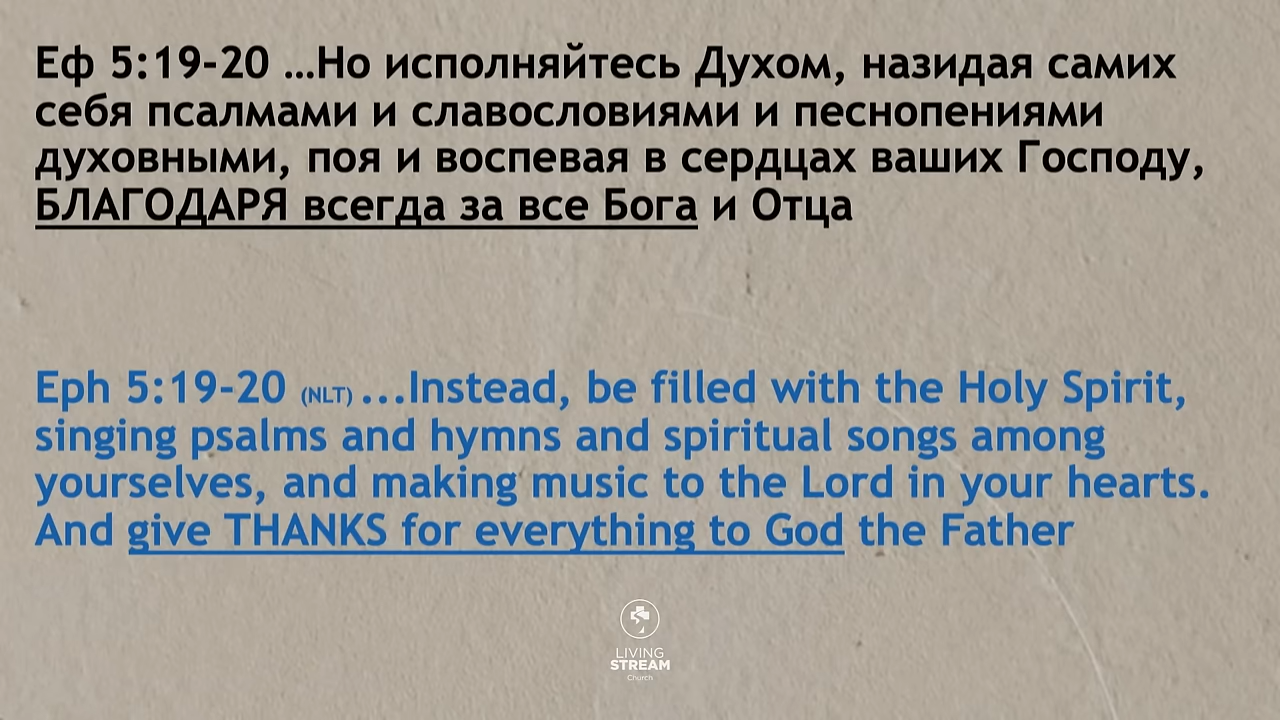 Еф 5:19-20 …Но исполняйтесь Духом, назидая самих
себя псалмами и славословиями и песнопениями
духовными, поя и воспевая в сердцах ваших Господу,
БЛАГОДАРЯ всегда за все Бога и Отца
Eph 5:19-20 (NLT) ...Instead, be filled with the Holy Spirit,
singing psalms and hymns and spiritual songs among
yourselves, and making music to the Lord in your hearts.
And give THANKS for everything to God the Father
LIVING
STREAM
Church